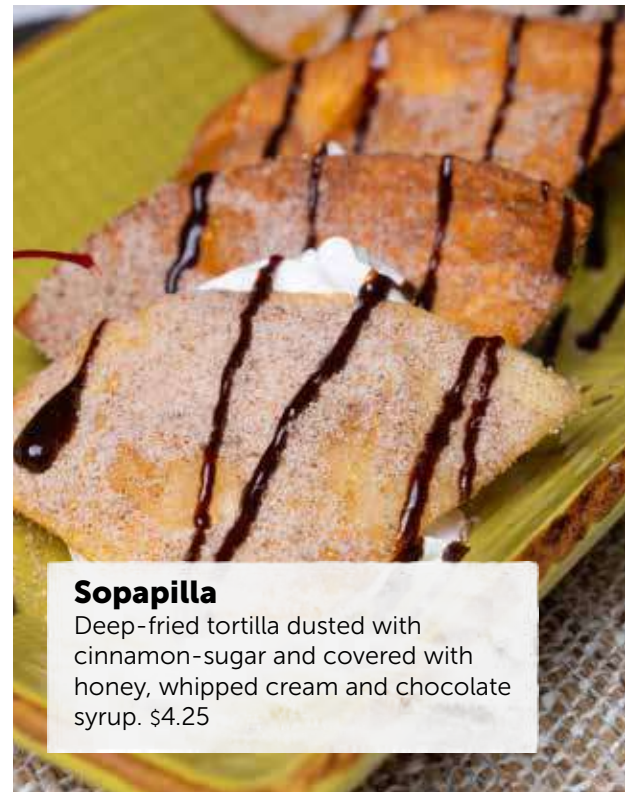 Sopapilla
Deep-fried tortilla dusted with
cinnamon-sugar and covered with
honey, whipped cream and chocolate
syrup. $4.25